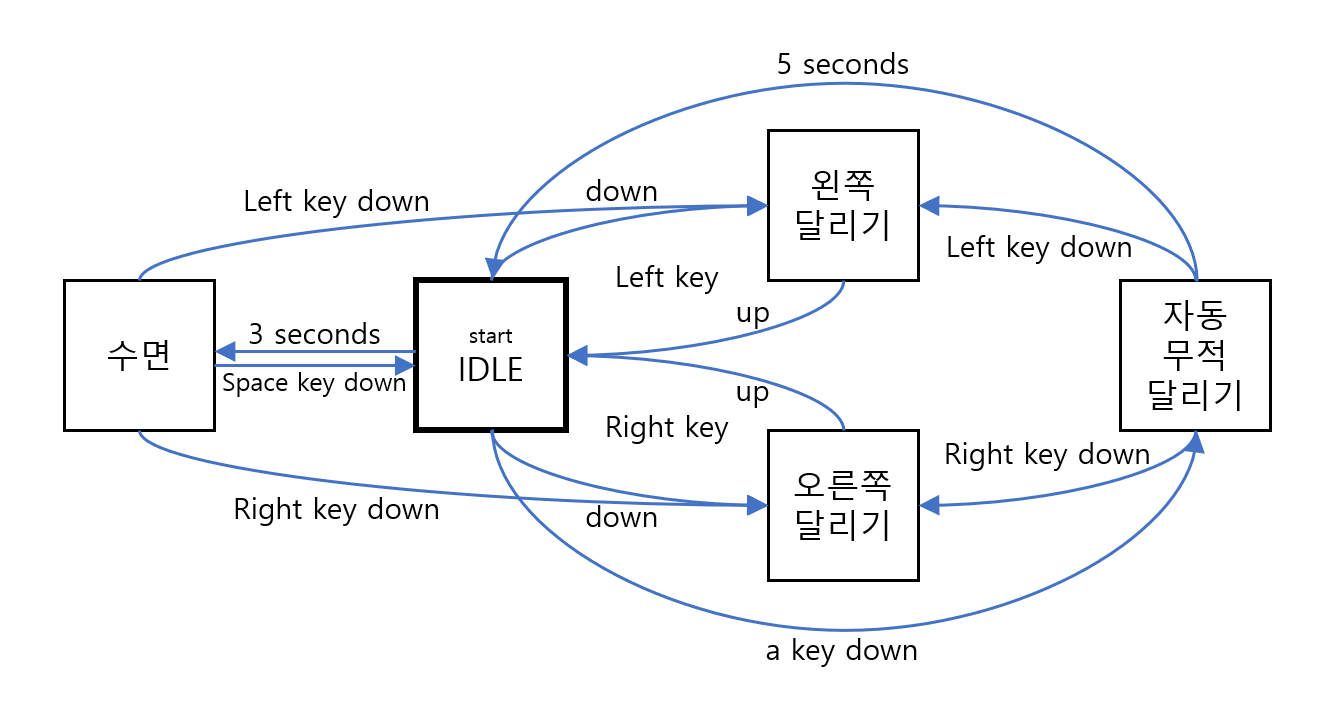 5 seconds
Left key down
down
왼쪽
달리기
Left key down
Left key
up
수면
3 seconds
Space key down
start
IDLE
자동
무적
달리기
up
Right key
Right key down
오른쪽
달리기
Right key down
down
a key down